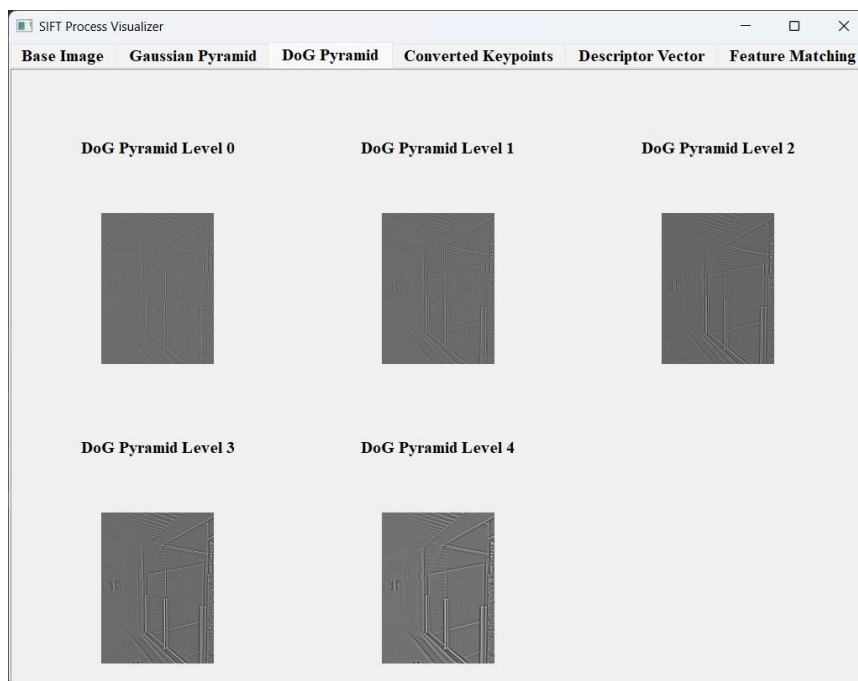 SIFT Process Visualizer
Base Image Gaussian Pyramid DoG Pyramid Converted Keypoints Descriptor Vector Feature Matching
DoG Pyramid Level 0 DoG Pyramid Level 1 DoG Pyramid Level 2
DoG Pyramid Level 3 DoG Pyramid Level 4